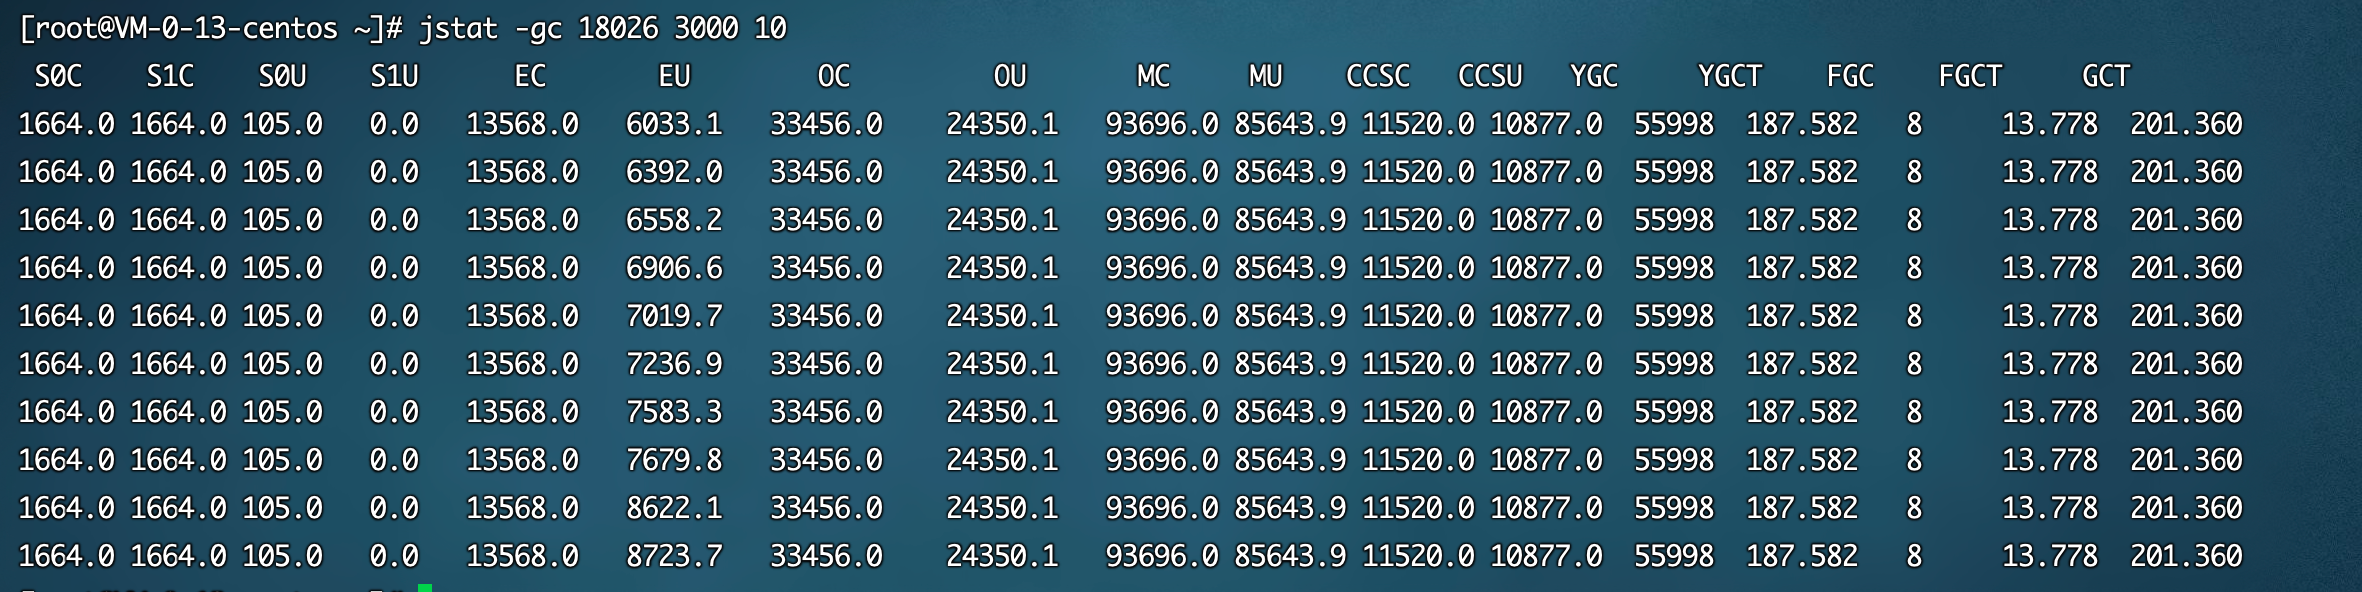 [root@VM-0-13-centos ~]# jstat -gc 18026 3000 10
S0C S1C S0U S1U EC EU OC OU MC MU CCSC CCSU YGC YGCT FGC FGCT GCT
1664.0 1664.0 105.0 0.0 13568.0 6033.1 33456.0 24350.1 93696.0 85643.9 11520.0 10877.0 55998 187.582 8 13.778 201.360
1664.0 1664.0 105.0 0.0 13568.0 6392.0 33456.0 24350.1 93696.0 85643.9 11520.0 10877.0 55998 187.582 8 13.778 201.360
1664.0 1664.0 105.0 0.0 13568.0 6558.2 33456.0 24350.1 93696.0 85643.9 11520.0 10877.0 55998 187.582 8 13.778 201.360
1664.0 1664.0 105.0 0.0 13568.0 6906.6 33456.0 24350.1 93696.0 85643.9 11520.0 10877.0 55998 187.582 8 13.778 201.360
1664.0 1664.0 105.0 0.0 13568.0 7019.7 33456.0 24350.1 93696.0 85643.9 11520.0 10877.0 55998 187.582 8 13.778 201.360
1664.0 1664.0 105.0 0.0 13568.0 7236.9 33456.0 24350.1 93696.0 85643.9 11520.0 10877.0 55998 187.582 8 13.778 201.360
1664.0 1664.0 105.0 0.0 13568.0 7583.3 33456.0 24350.1 93696.0 85643.9 11520.0 10877.0 55998 187.582 8 13.778 201.360
1664.0 1664.0 105.0 0.0 13568.0 7679.8 33456.0 24350.1 93696.0 85643.9 11520.0 10877.0 55998 187.582 8 13.778 201.360
1664.0 1664.0 105.0 0.0 13568.0 8622.1 33456.0 24350.1 93696.0 85643.9 11520.0 10877.0 55998 187.582 8 13.778 201.360
1664.0 1664.0 105.0 0.0 13568.0 8723.7 33456.0 24350.1 93696.0 85643.9 11520.0 10877.0 55998 187.582 8 13.778 201.360